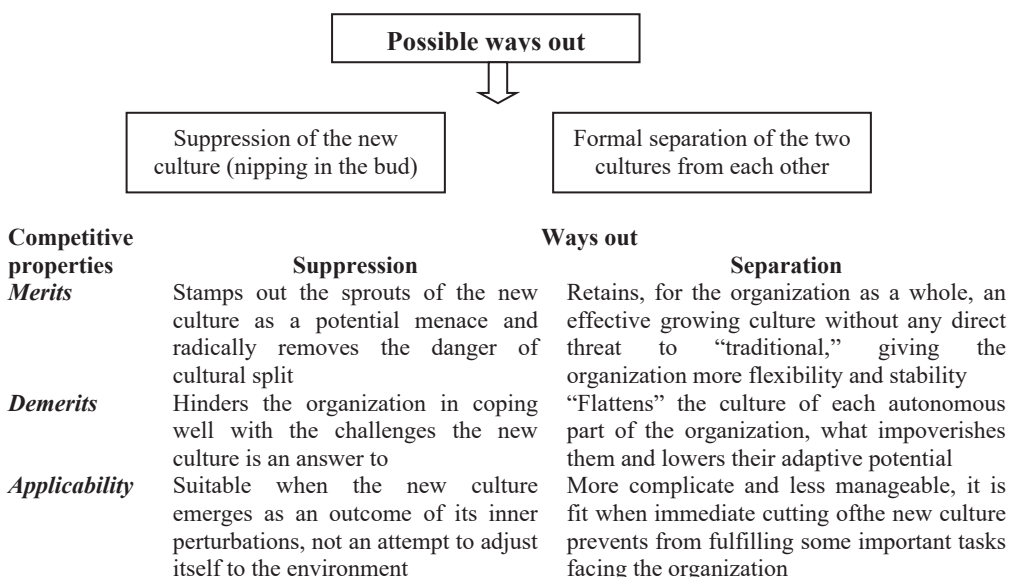 Possible ways out
Suppression of the new
culture (nipping in the bud)
Formal separation of the two
cultures from each other
Competitive
properties
Ways out
Suppression
Separation
Merits
Stamps out the sprouts of the new
culture as a potential menace and
radically removes the danger of
cultural split
Retains, for the organization as a whole, an
effective growing culture without any direct
threat to “traditional,” giving the
organization more flexibility and stability
Demerits
Hinders the organization in coping
well with the challenges the new
culture is an answer to
“Flattens” the culture of each autonomous
part of the organization, what impoverishes
them and lowers their adaptive potential
Applicability
Suitable when the new culture
emerges as an outcome of its inner
perturbations, not an attempt to adjust
itself to the environment
More complicate and less manageable, it is
fit when immediate cutting ofthe new culture
prevents from fulfilling some important tasks
facing the organization